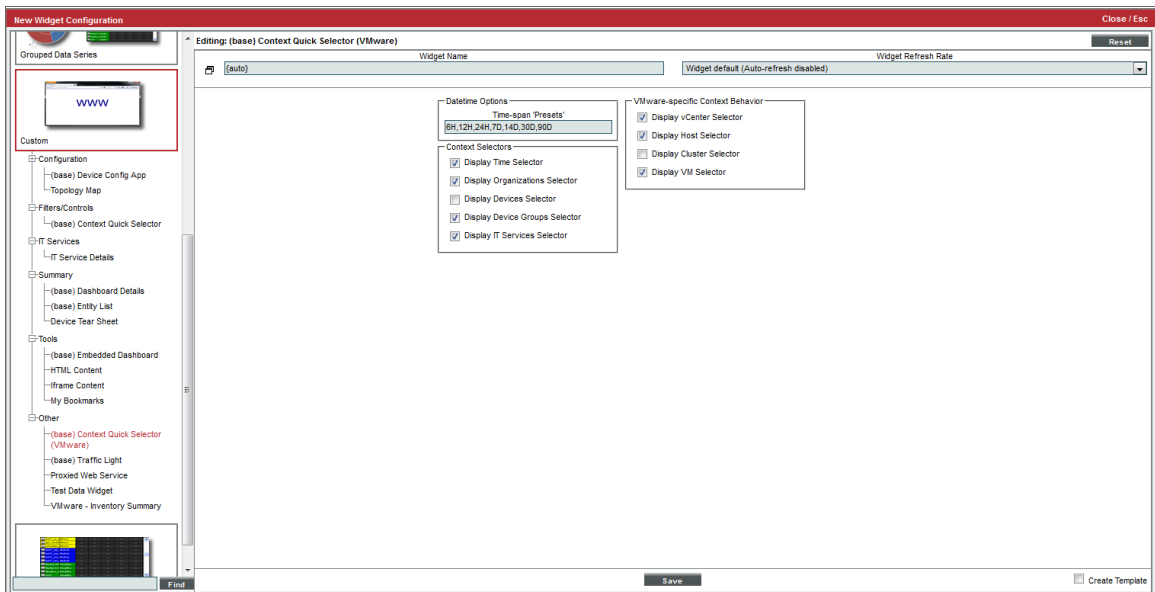 New Widget Configuration
Close / Esc
Grouped Data Series
www
Custom
Configuration
(base) Device Config App
Topology Map
Filters/Controls
(base) Context Quick Selector
IT Services
IT Service Details
Summary
(base) Dashboard Details
(base) Entity List
Device Tear Sheet
Tools
(base) Embedded Dashboard
HTML Content
Iframe Content
My Bookmarks
Other
(base) Context Quick Selector
(VMware)
(base) Traffic Light
Proxied Web Service
Test Data Widget
VMware - Inventory Summary
Find
Editing: (base) Context Quick Selector (VMware)
Reset
Widget Name
Widget Refresh Rate
{auto}
Widget default (Auto-refresh disabled)
Datetime Options
Time-span 'Presets'
6H,12H,24H,7D,14D,30D,90D
Context Selectors
Display Time Selector
Display Organizations Selector
Display Devices Selector
Display Device Groups Selector
Display IT Services Selector
VMware-specific Context Behavior
Display vCenter Selector
Display Host Selector
Display Cluster Selector
Display VM Selector
Save
Create Template